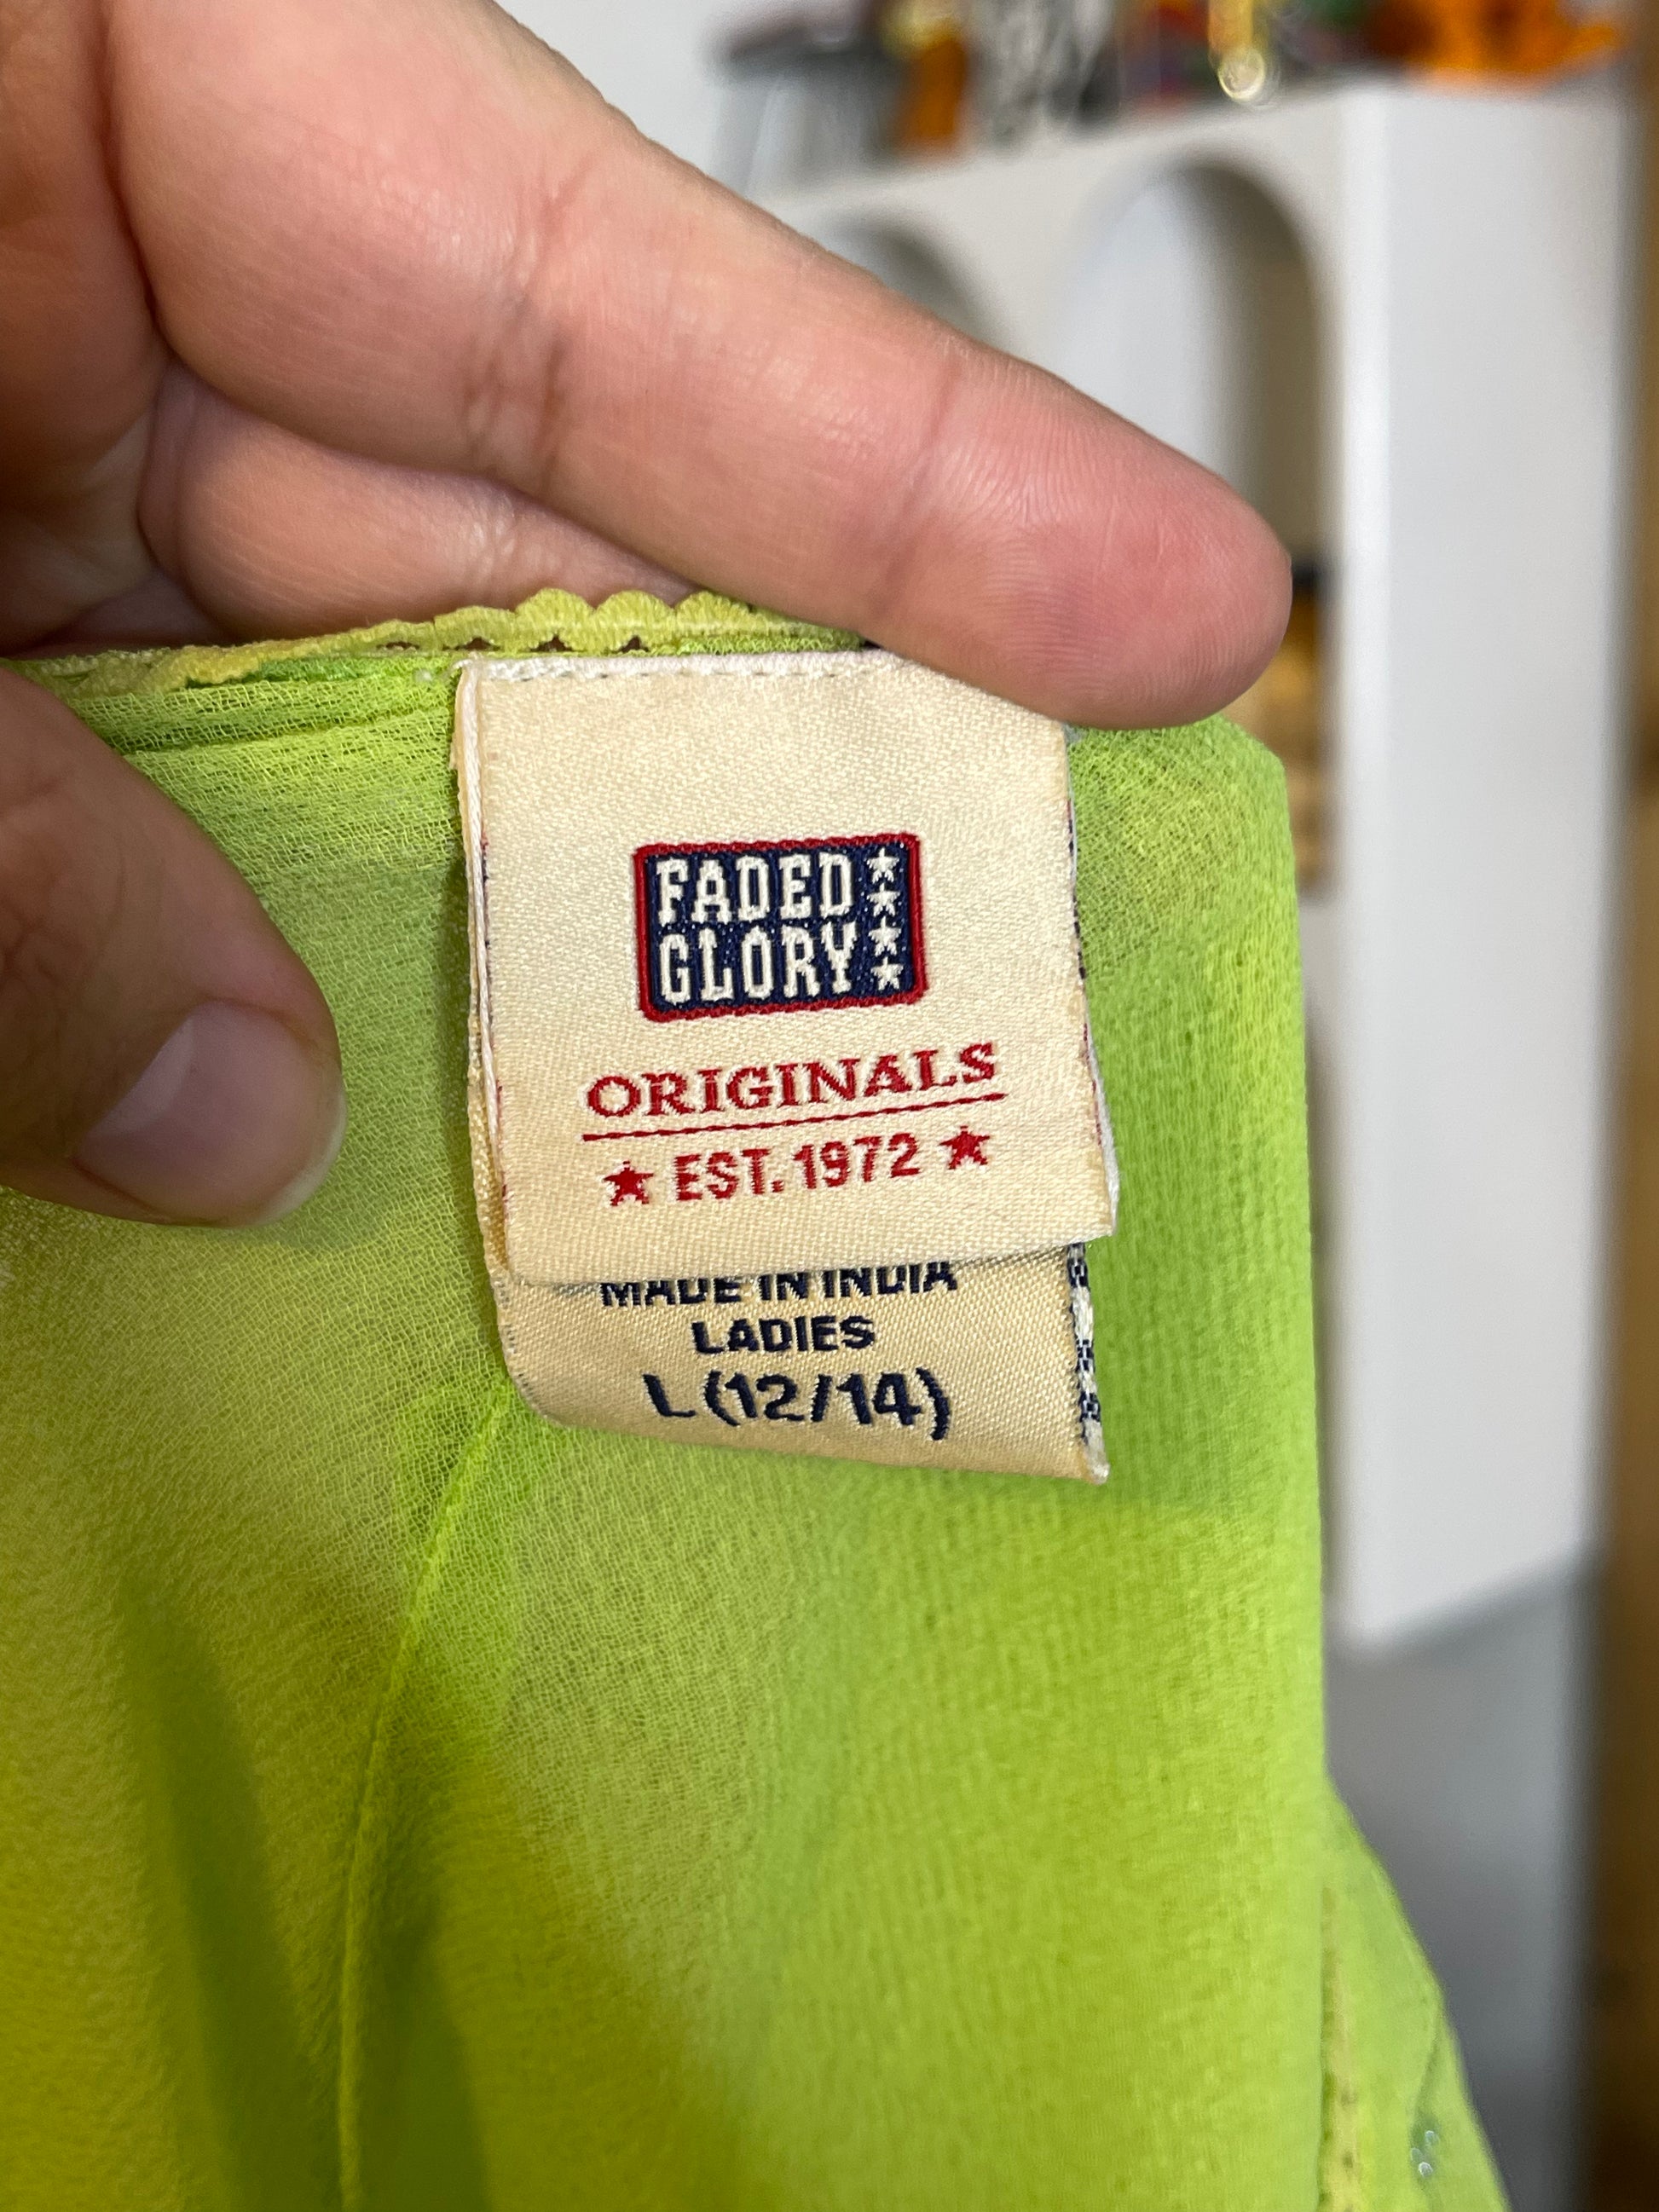 FADED
GLORY
ORIGINALS
EST. 1972
MADE IN INDIA
LADIES
L (12/14)